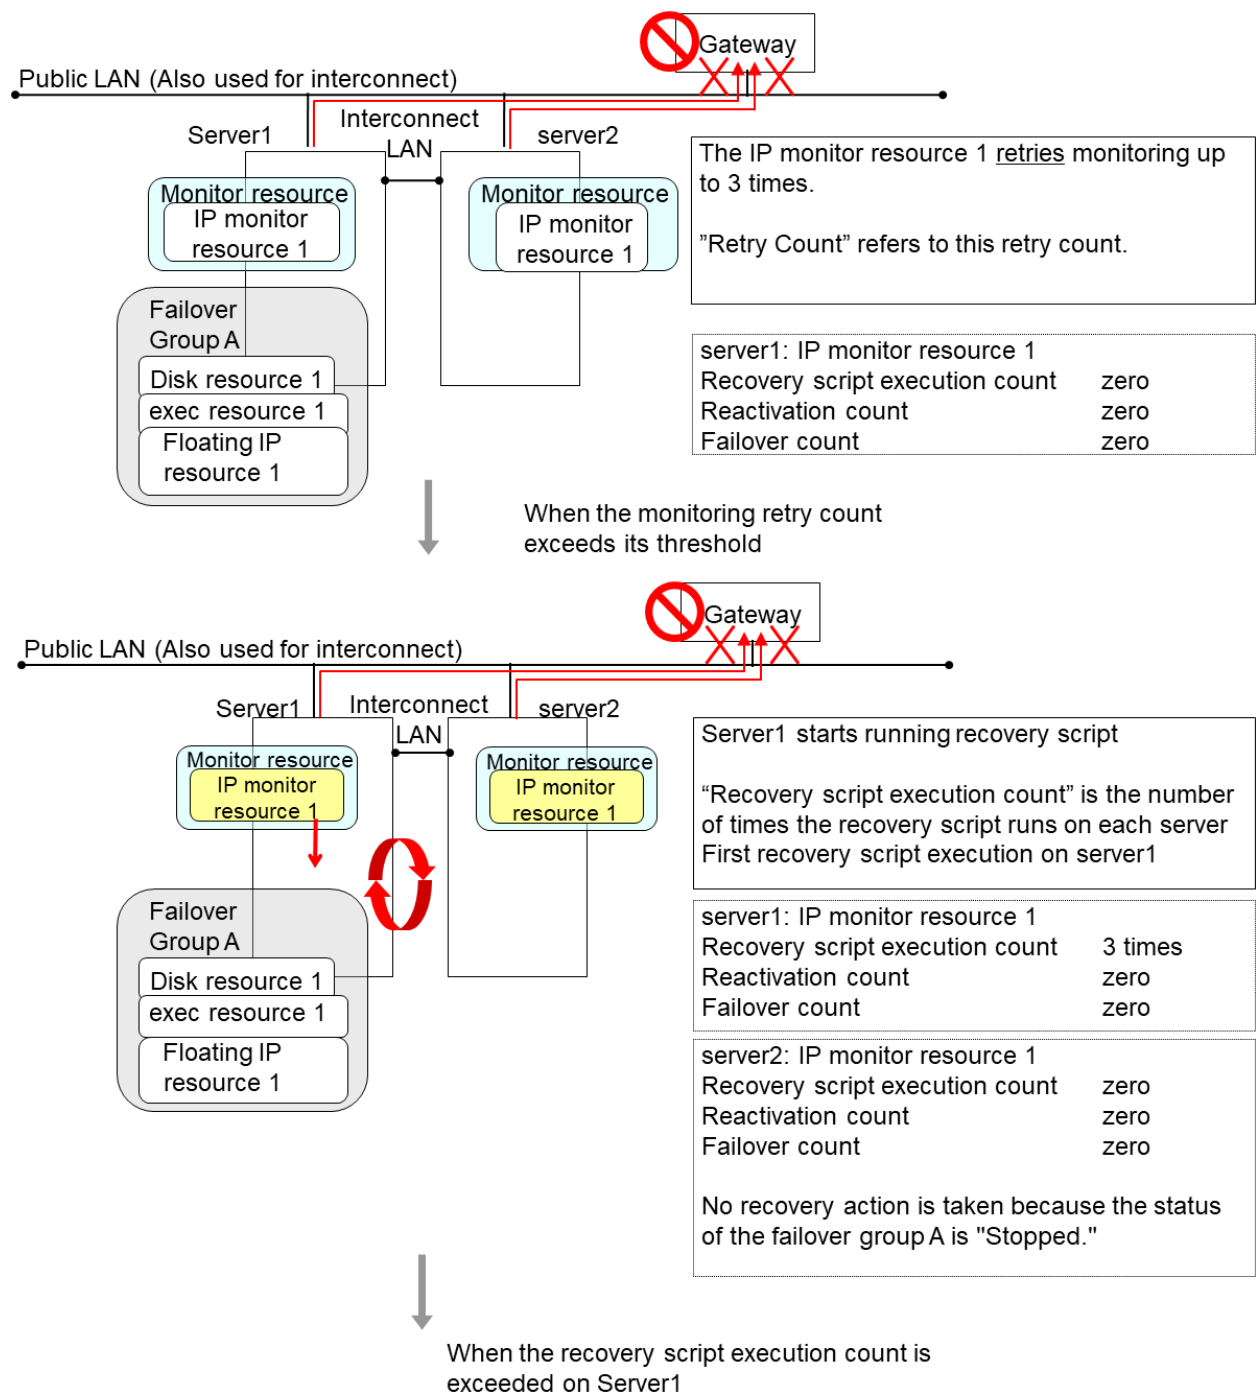 Gateway
Public LAN (Also used for interconnect)
Server1
Interconnect
LAN
server2
Monitor resource
IP monitor
resource 1
Monitor resource
IP monitor
resource 1
The IP monitor resource 1 retries monitoring up
to 3 times.
”Retry Count” refers to this retry count.
Failover
Group A
Disk resource 1
exec resource 1
Floating IP
resource 1
server1: IP monitor resource 1
Recovery script execution count zero
Reactivation count zero
Failover count zero
When the monitoring retry count
exceeds its threshold
Gateway
Public LAN (Also used for interconnect)
Server1
Interconnect
LAN
server2
Monitor resource
IP monitor
resource 1
Monitor resource
IP monitor
resource 1
Server1 starts running recovery script
“Recovery script execution count” is the number
of times the recovery script runs on each server
First recovery script execution on server1
Failover
Group A
Disk resource 1
exec resource 1
Floating IP
resource 1
server1: IP monitor resource 1
Recovery script execution count 3 times
Reactivation count zero
Failover count zero
server2: IP monitor resource 1
Recovery script execution count zero
Reactivation count zero
Failover count zero
No recovery action is taken because the status
of the failover group A is "Stopped."
When the recovery script execution count is
exceeded on Server1